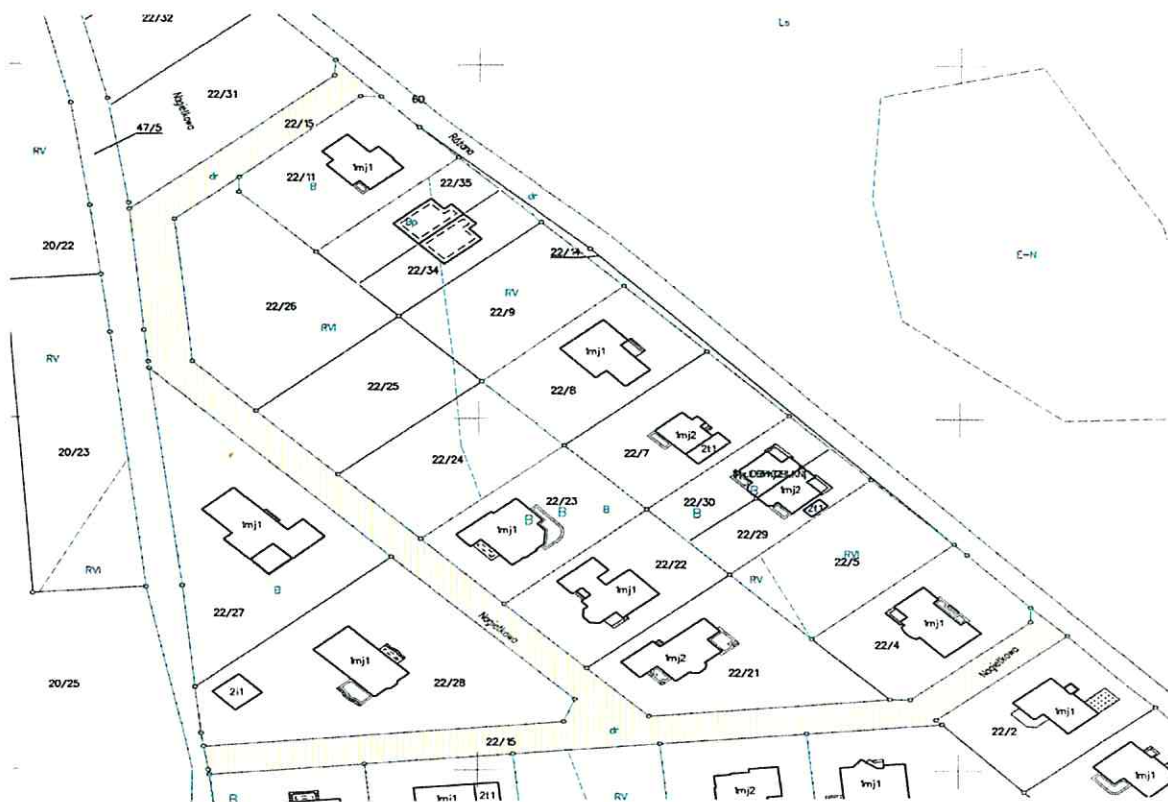 22/32
Ls
22/31
Nagietkowa
60
47/5
22/15
RV
Różana
1mj1
22/11
B
22/35
dr
dr
Bp
20/22
22/14
E-N
22/34
22/26
RV
22/9
RVI
1mj1
RV
22/25
22/8
1mj2
2t1
20/23
22/7
22/24
1mj2
B
22/23
B
B
22/30
B
2t1
1mj1
B
1mj1
22/29
RVI
22/5
RVI
22/22
RV
1mj1
B
22/27
1mj1
Nagietkowa
22/4
1mj1
1mj2
Nagietkowa
22/21
20/25
2i1
22/28
1mj1
22/2
dr
22/15
1mj1
B
1mj1
2t1
RV
1mj2
1mj1